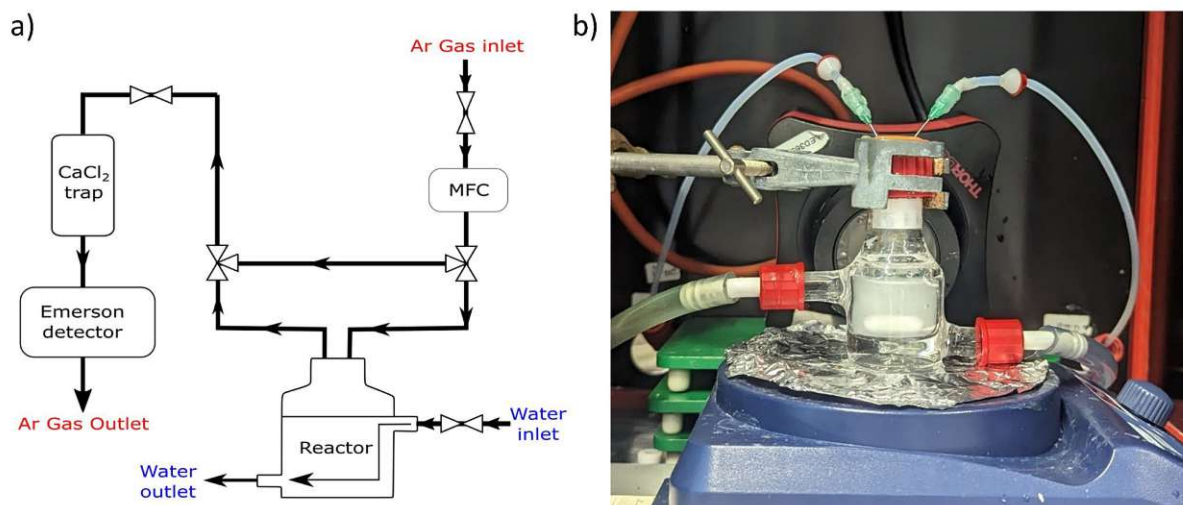 a)
Ar Gas inlet
CaCl₂
trap
MFC
Emerson
detector
Ar Gas Outlet
Reactor
Water
inlet
Water
outlet
b)
THOR